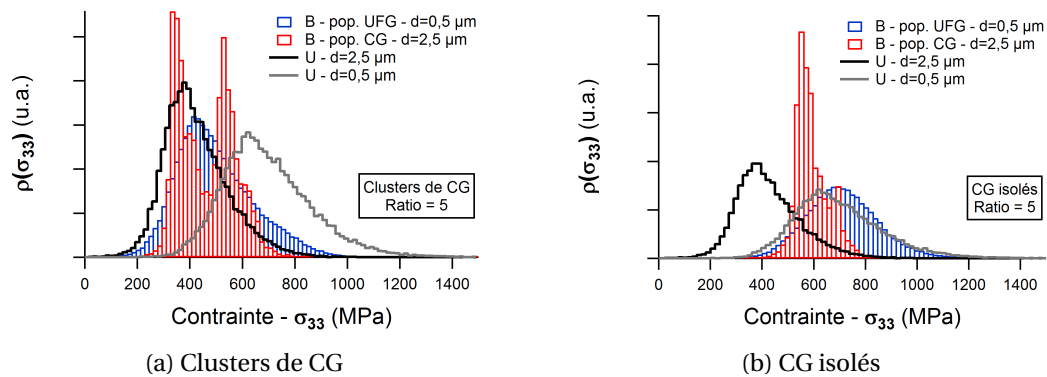 B - pop. UFG - d=0,5 µm
B - pop. CG - d=2,5 µm
U - d=2,5 µm
U - d=0,5 µm
ρ(σ33) (u.a.)
Clusters de CG
Ratio = 5
0 200 400 600 800 1000 1200 1400
Contrainte - σ33 (MPa)
(a) Clusters de CG
B - pop. UFG - d=0,5 µm
B - pop. CG - d=2,5 µm
U - d=2,5 µm
U - d=0,5 µm
ρ(σ33) (u.a.)
CG isolés
Ratio = 5
0 200 400 600 800 1000 1200 1400
Contrainte - σ33 (MPa)
(b) CG isolés